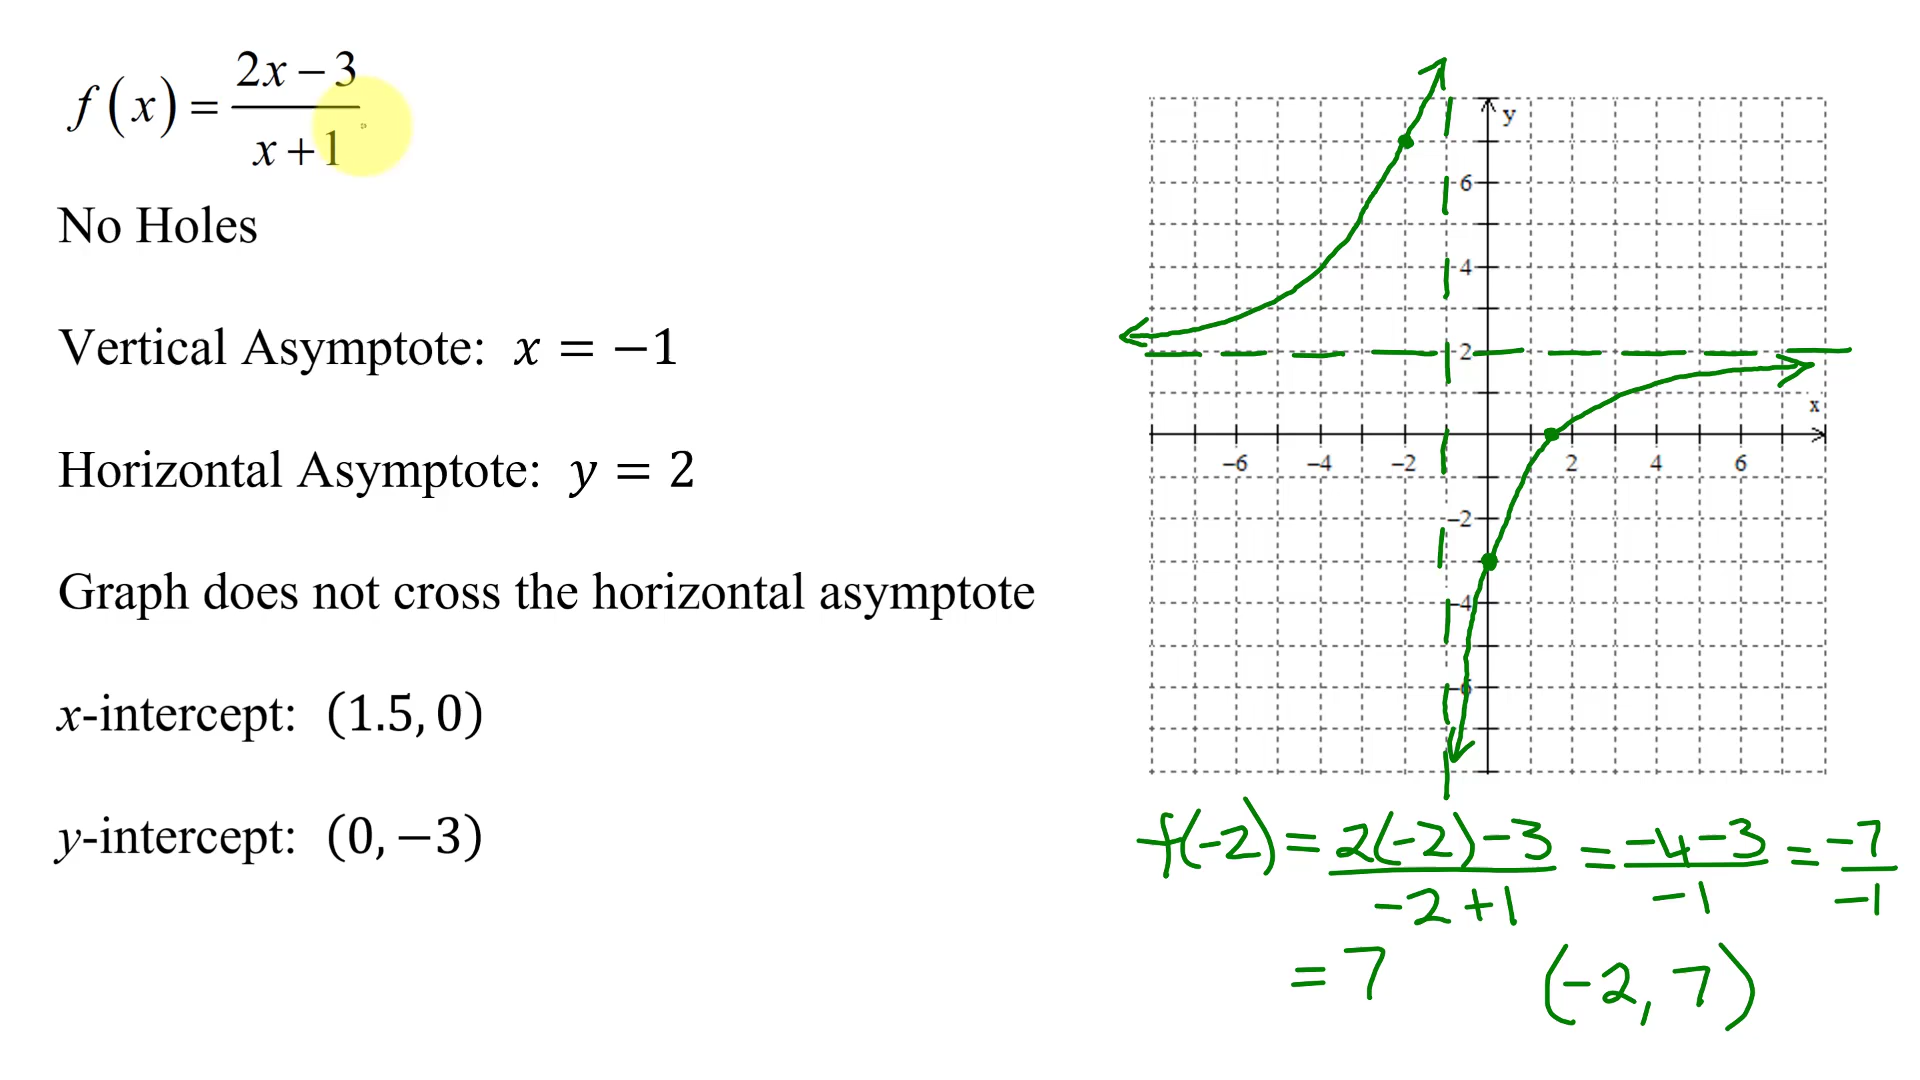 f(x) = (2x − 3)/(x + 1)
No Holes
Vertical Asymptote: x = −1
Horizontal Asymptote: y = 2
Graph does not cross the horizontal asymptote
x-intercept: (1.5, 0)
y-intercept: (0, −3)
y
6
4
2
x
−6 −4 −2 2 4 6
−2
−4
−6
f(-2) = (2(-2) - 3)/(-2 + 1) = (-4 - 3)/(-1) = (-7)/(-1)
= 7 (-2, 7)